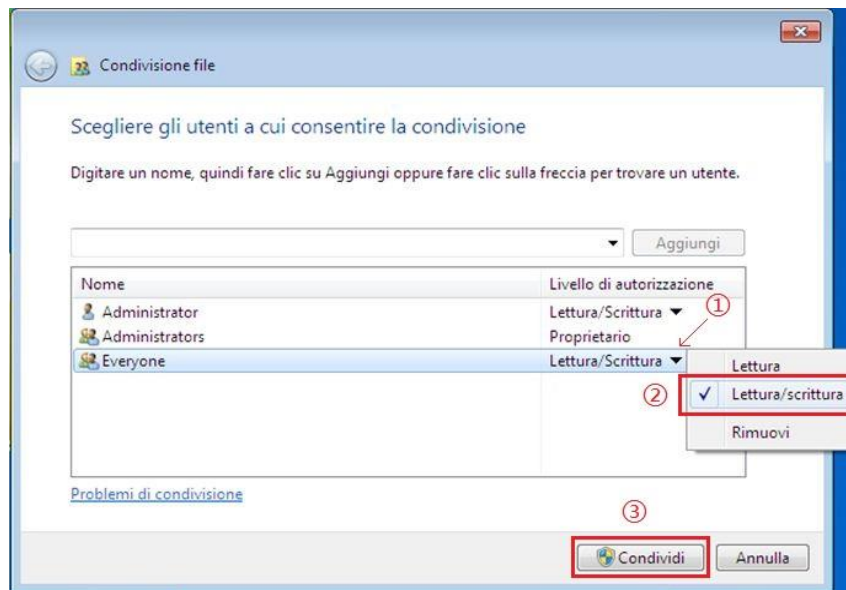 Condivisione file
Scegliere gli utenti a cui consentire la condivisione
Digitare un nome, quindi fare clic su Aggiungi oppure fare clic sulla freccia per trovare un utente.
Aggiungi
Nome Livello di autorizzazione
Administrator Lettura/Scrittura ①
Administrators Proprietario
Everyone Lettura/Scrittura
Lettura
② Lettura/scrittura
Rimuovi
Problemi di condivisione
③
Condividi Annulla